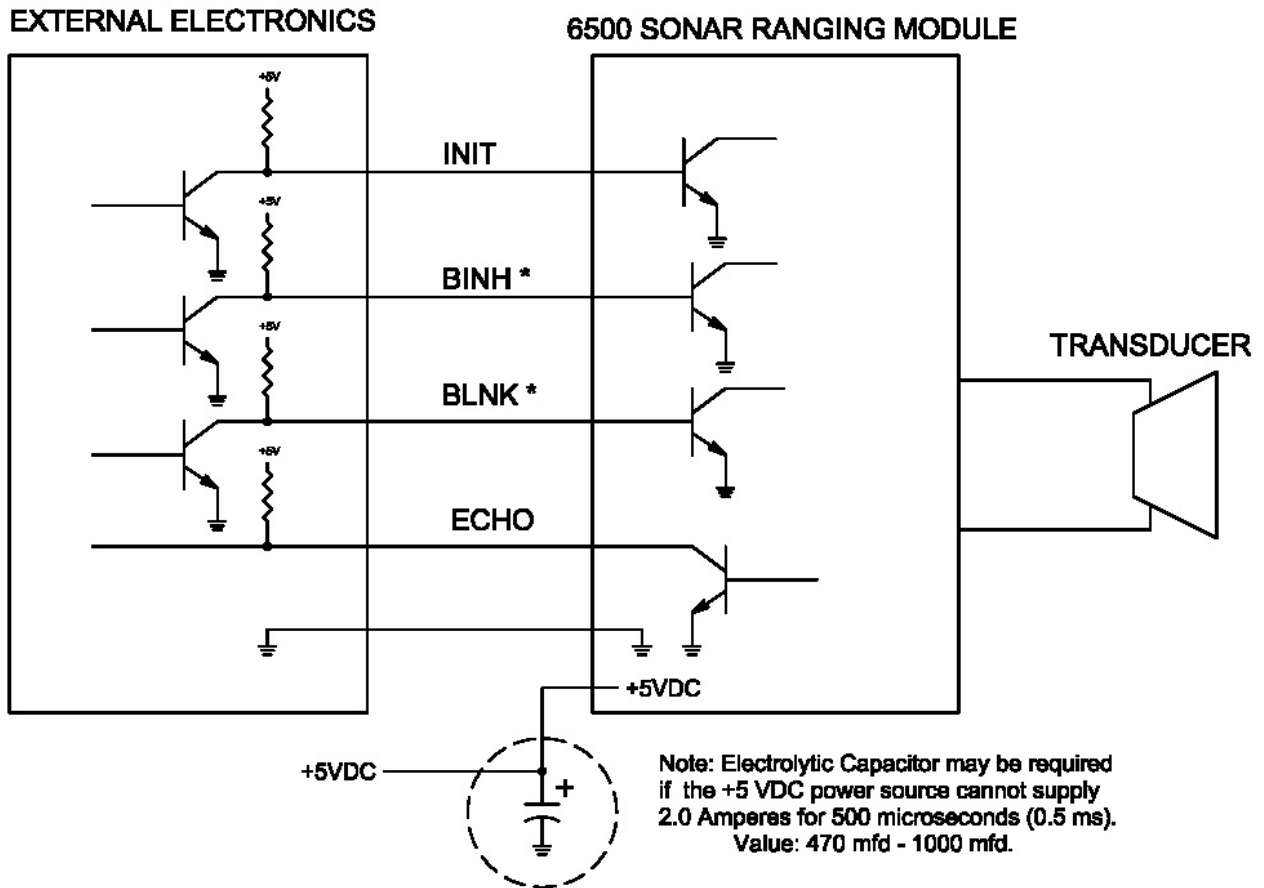 EXTERNAL ELECTRONICS
6500 SONAR RANGING MODULE
+5V
INIT
+5V
BINH *
+5V
TRANSDUCER
BLNK *
+5V
ECHO
+5VDC
+5VDC
+
Note: Electrolytic Capacitor may be required
if the +5 VDC power source cannot supply
2.0 Amperes for 500 microseconds (0.5 ms).
Value: 470 mfd - 1000 mfd.